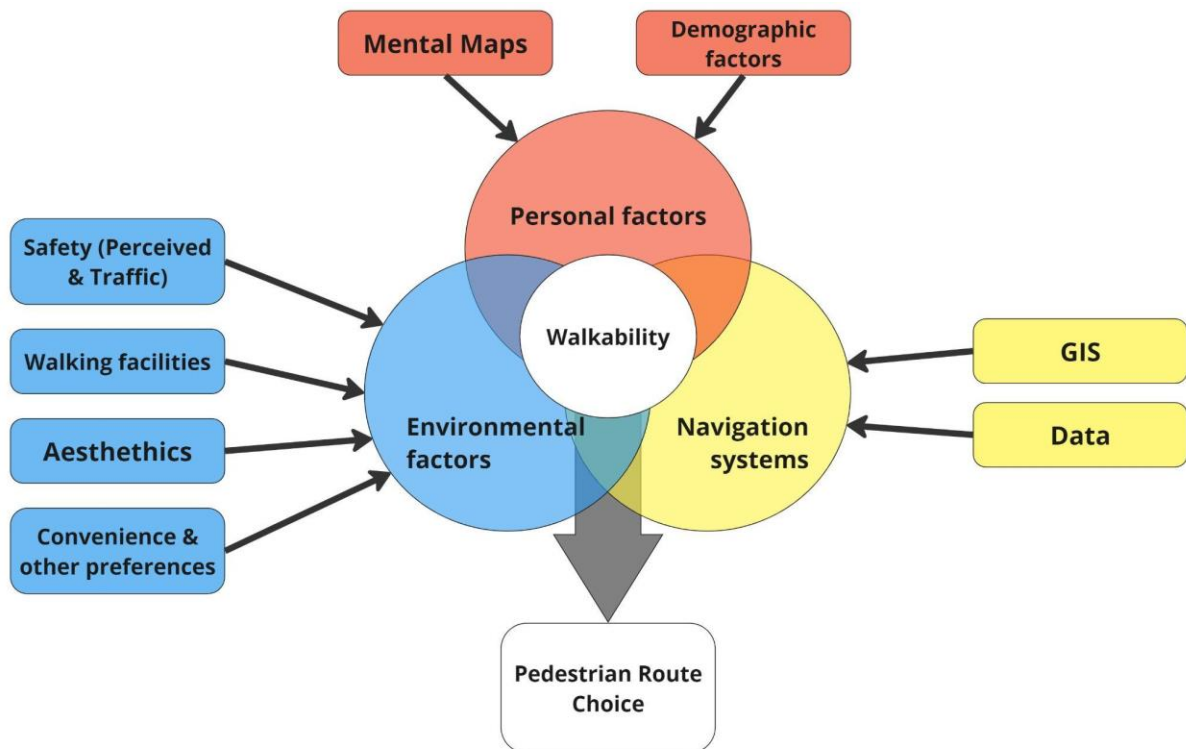 Mental Maps
Demographic
factors
Personal factors
Safety (Perceived
& Traffic)
Walking facilities
Aesthethics
Convenience &
other preferences
Walkability
Environmental
factors
Navigation
systems
GIS
Data
Pedestrian Route
Choice